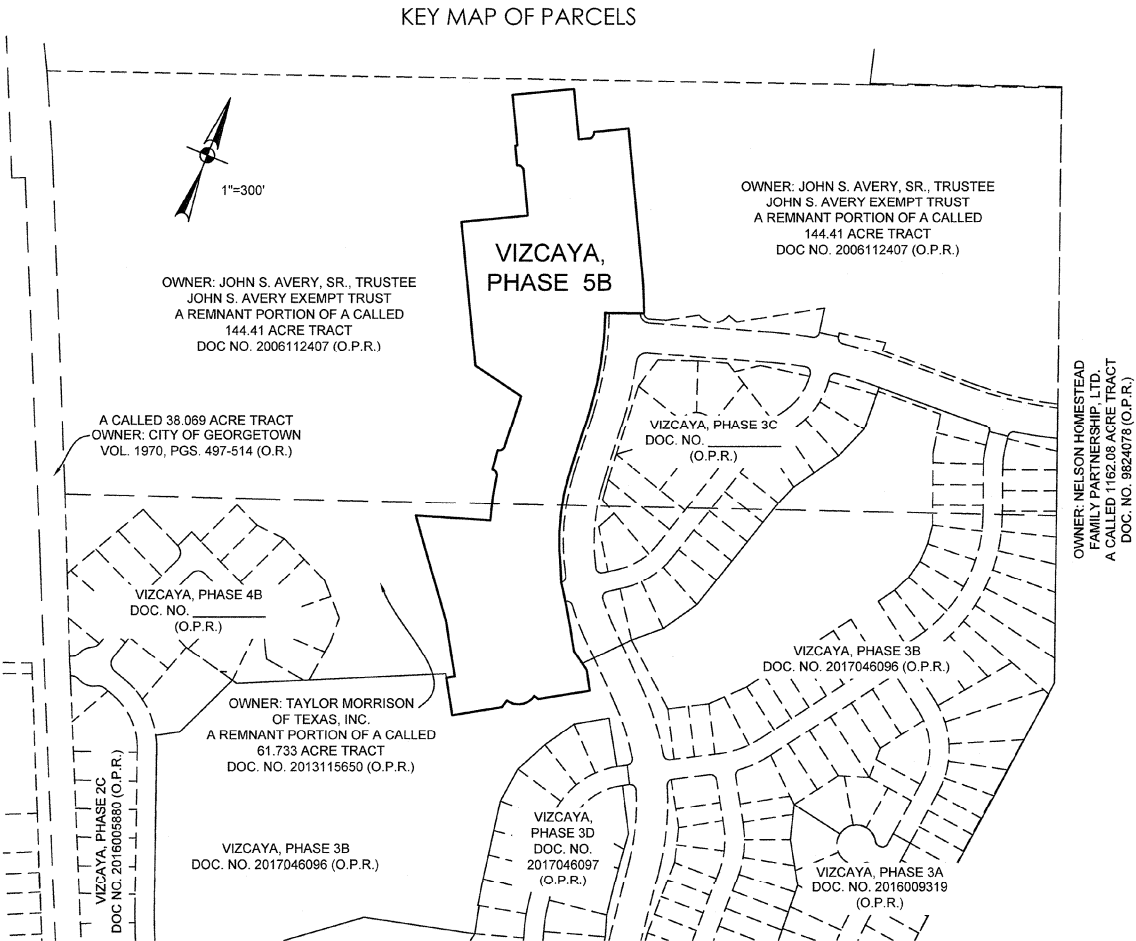 KEY MAP OF PARCELS
1"=300'
OWNER: JOHN S. AVERY, SR., TRUSTEE
JOHN S. AVERY EXEMPT TRUST
A REMNANT PORTION OF A CALLED
144.41 ACRE TRACT
DOC NO. 2006112407 (O.P.R.)
VIZCAYA,
PHASE 5B
OWNER: JOHN S. AVERY, SR., TRUSTEE
JOHN S. AVERY EXEMPT TRUST
A REMNANT PORTION OF A CALLED
144.41 ACRE TRACT
DOC NO. 2006112407 (O.P.R.)
A CALLED 38.069 ACRE TRACT
OWNER: CITY OF GEORGETOWN
VOL. 1970, PGS. 497-514 (O.R.)
VIZCAYA, PHASE 3C
DOC. NO. ___________
(O.P.R.)
OWNER: NELSON HOMESTEAD
FAMILY PARTNERSHIP, LTD.
A CALLED 1162.08 ACRE TRACT
DOC. NO. 9824078 (O.P.R.)
VIZCAYA, PHASE 4B
DOC. NO. ___________
(O.P.R.)
VIZCAYA, PHASE 3B
DOC. NO. 2017046096 (O.P.R.)
OWNER: TAYLOR MORRISON
OF TEXAS, INC.
A REMNANT PORTION OF A CALLED
61.733 ACRE TRACT
DOC. NO. 2013115650 (O.P.R.)
VIZCAYA, PHASE 2C
DOC NO. 2016005880 (O.P.R.)
VIZCAYA, PHASE 3B
DOC. NO. 2017046096 (O.P.R.)
VIZCAYA,
PHASE 3D
DOC. NO.
2017046097
(O.P.R.)
VIZCAYA, PHASE 3A
DOC. NO. 2016009319
(O.P.R.)